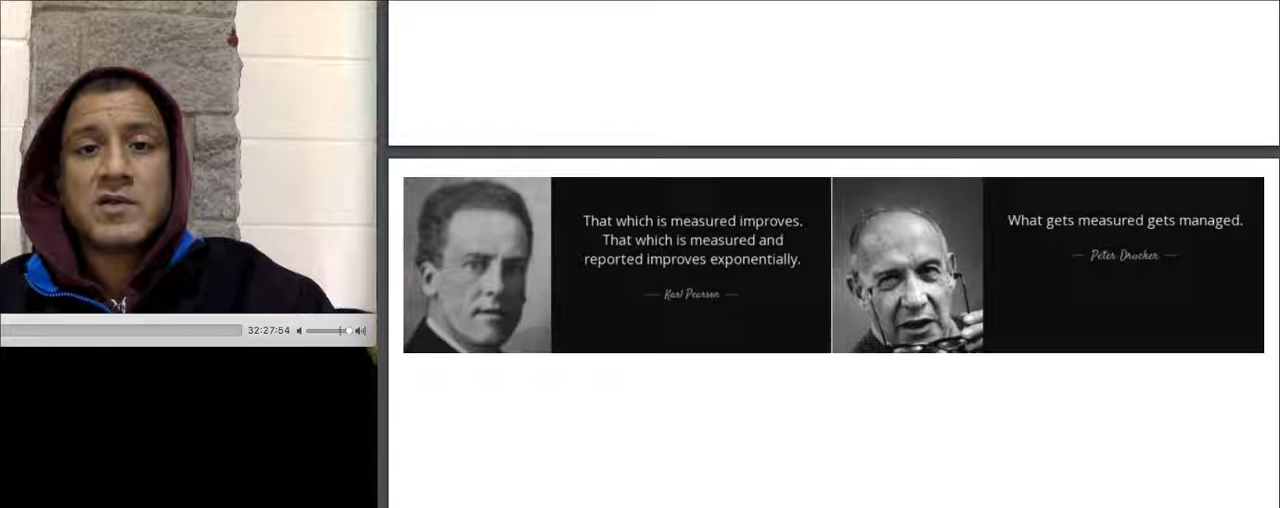 That which is measured improves.
That which is measured and
reported improves exponentially.
— Karl Pearson —
What gets measured gets managed.
— Peter Drucker —
32:27:54